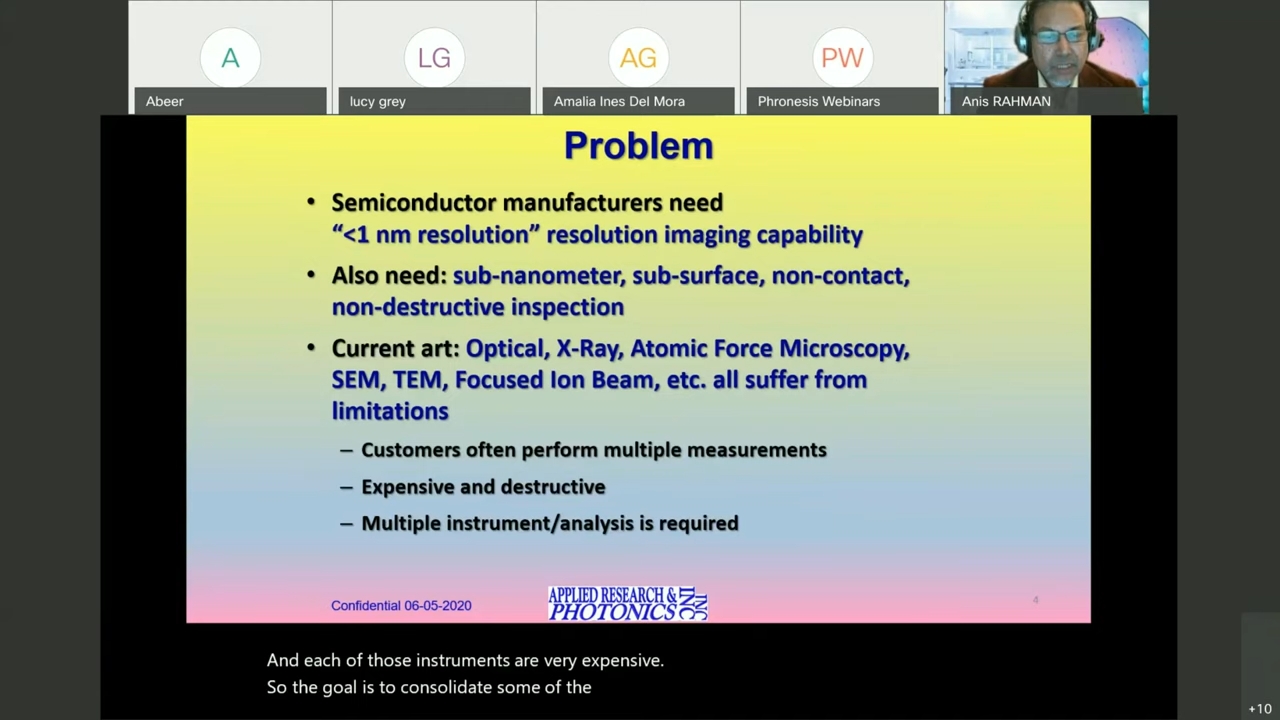 A
LG
AG
PW
Abeer
lucy grey
Amalia Ines Del Mora
Phronesis Webinars
Anis RAHMAN
Problem
• Semiconductor manufacturers need
“<1 nm resolution” resolution imaging capability
• Also need: sub-nanometer, sub-surface, non-contact,
non-destructive inspection
• Current art: Optical, X-Ray, Atomic Force Microscopy,
SEM, TEM, Focused Ion Beam, etc. all suffer from
limitations
– Customers often perform multiple measurements
– Expensive and destructive
– Multiple instrument/analysis is required
Confidential 06-05-2020
APPLIED RESEARCH &
PHOTONICS
INC
INC
4
And each of those instruments are very expensive.
So the goal is to consolidate some of the
+10